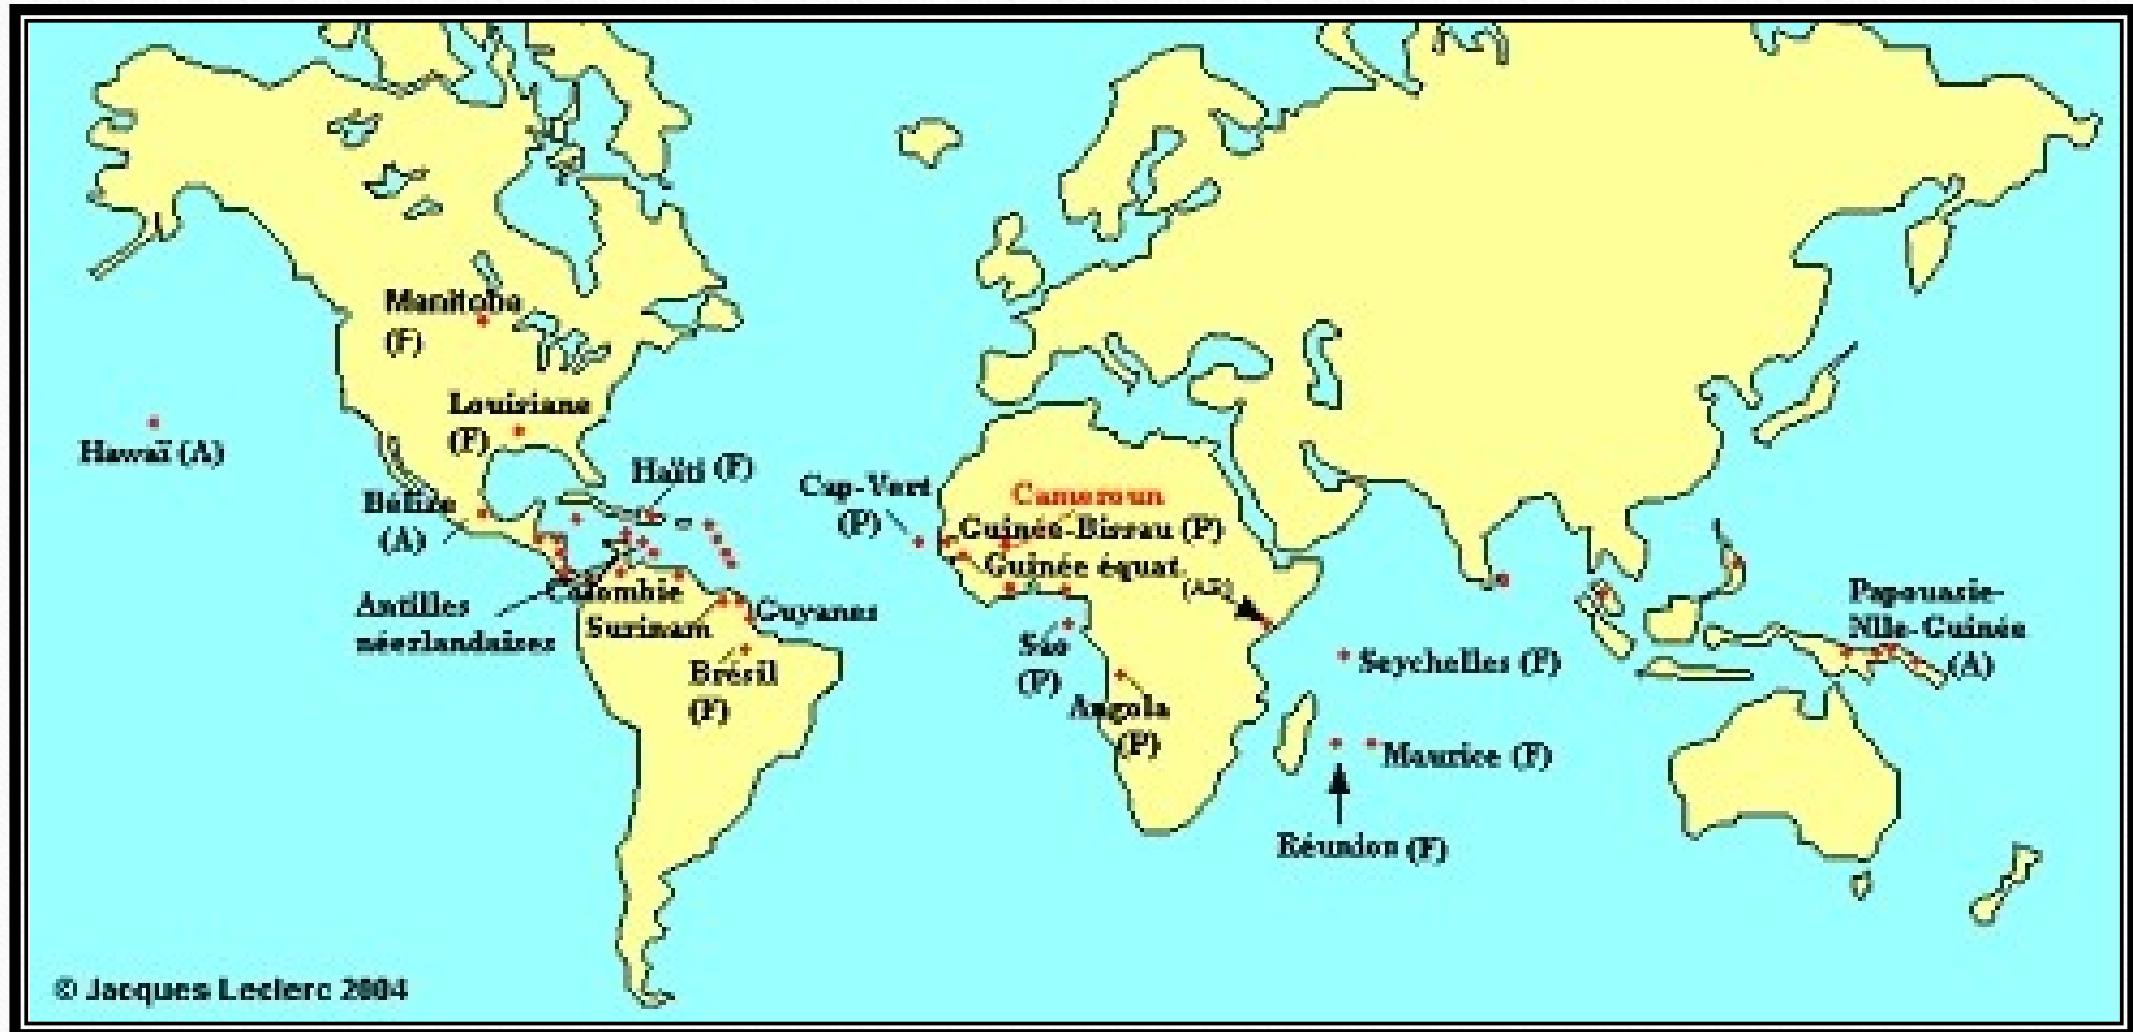 Manitoba
(F)
Louisiane
(F)
Hawaï (A)
Haïti (F)
Bélize
(A)
Antilles
néerlandaises
Colombie
Surinam
Guyanes
Brésil
(F)
Cap-Vert
(P)
Cameroun
Guinée-Bissau (P)
Guinée équat.
(AR)
São
(P)
Angola
(P)
Seychelles (F)
Maurice (F)
Réunion (F)
Papouasie-
Nlle-Guinée
(A)
© Jacques Leclerc 2004